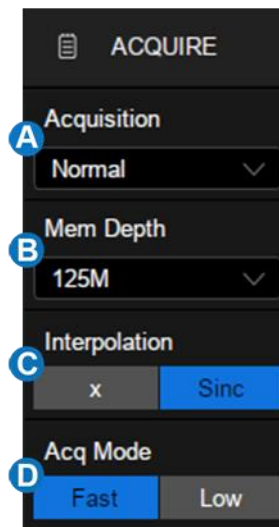 ACQUIRE
Acquisition
A
Normal
Mem Depth
B
125M
Interpolation
C
x Sinc
Acq Mode
D
Fast Low